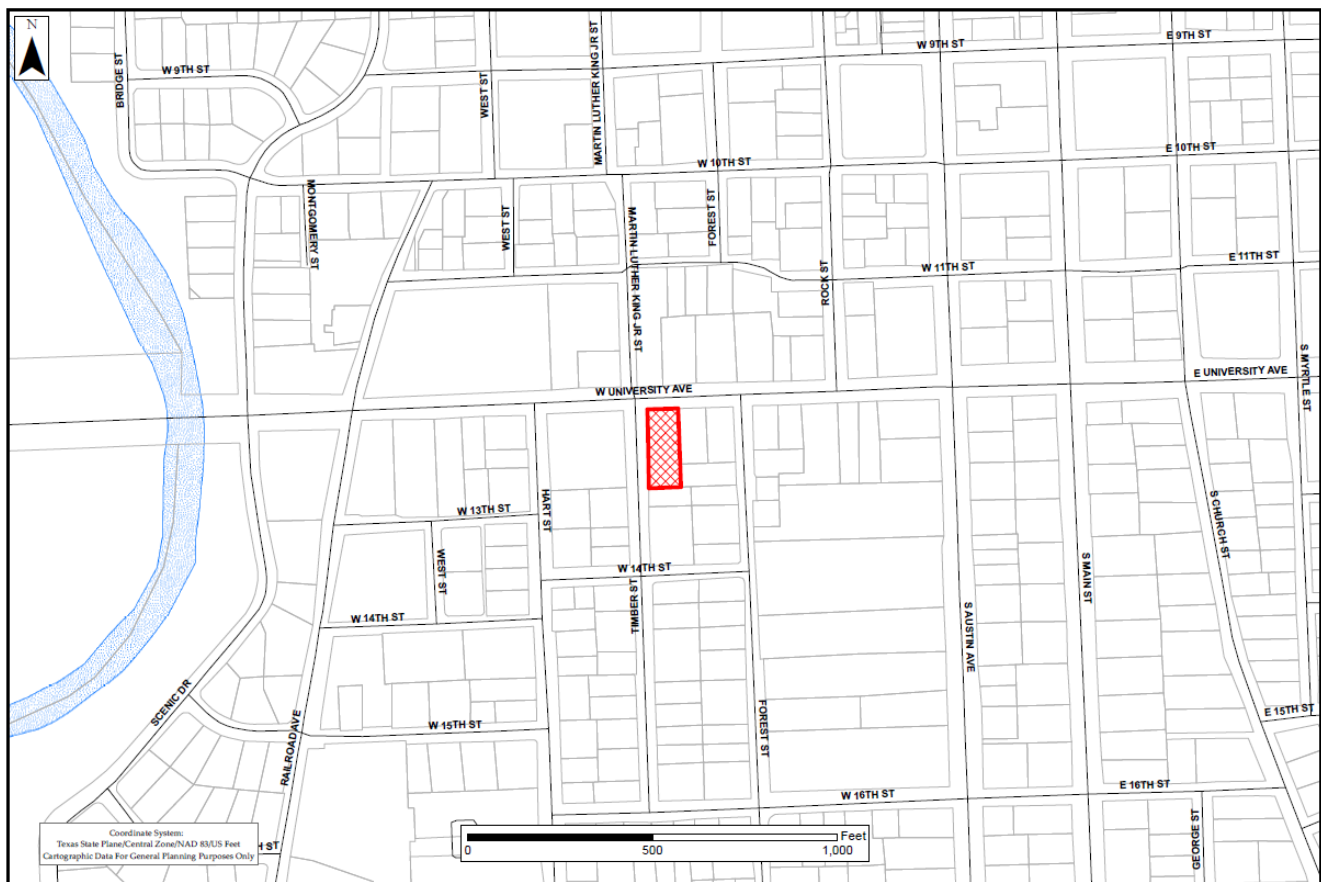 N
W 9TH ST
E 9TH ST
BRIDGE ST
W 9TH ST
WEST ST
MARTIN LUTHER KING JR ST
W 10TH ST
E 10TH ST
MONTGOMERY ST
WEST ST
MARTIN LUTHER KING JR ST
FOREST ST
ROCK ST
W 11TH ST
E 11TH ST
S MYRTLE ST
W UNIVERSITY AVE
E UNIVERSITY AVE
HART ST
W 13TH ST
WEST ST
W 14TH ST
TIMBER ST
W 14TH ST
S AUSTIN AVE
S MAIN ST
S CHURCH ST
SCENIC DR
RAILROAD AVE
W 15TH ST
FOREST ST
E 15TH ST
W 16TH ST
E 16TH ST
GEORGE ST
Coordinate System:
Texas State Plane/Central Zone/NAD 83/US Feet
Cartographic Data For General Planning Purposes Only
H ST
Feet
0 500 1,000